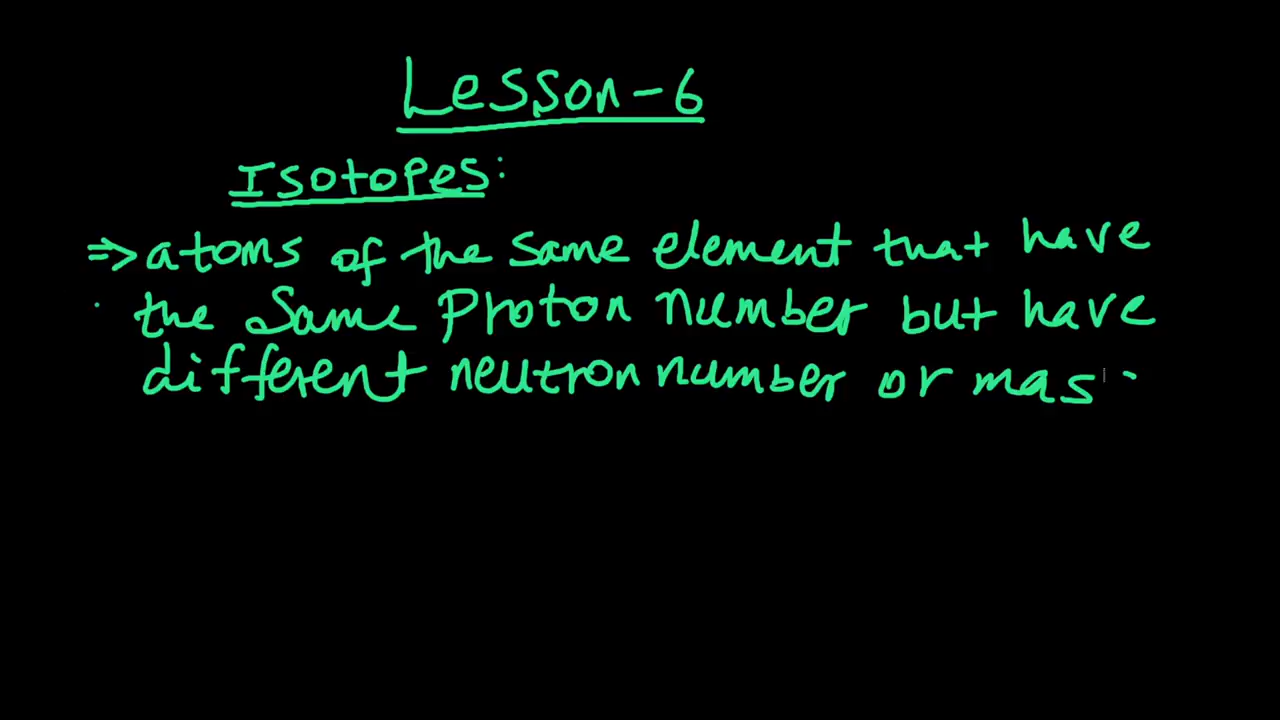 Lesson-6
Isotopes:
⇒ atoms of the same element that have
the same proton number but have
different neutron number or mas